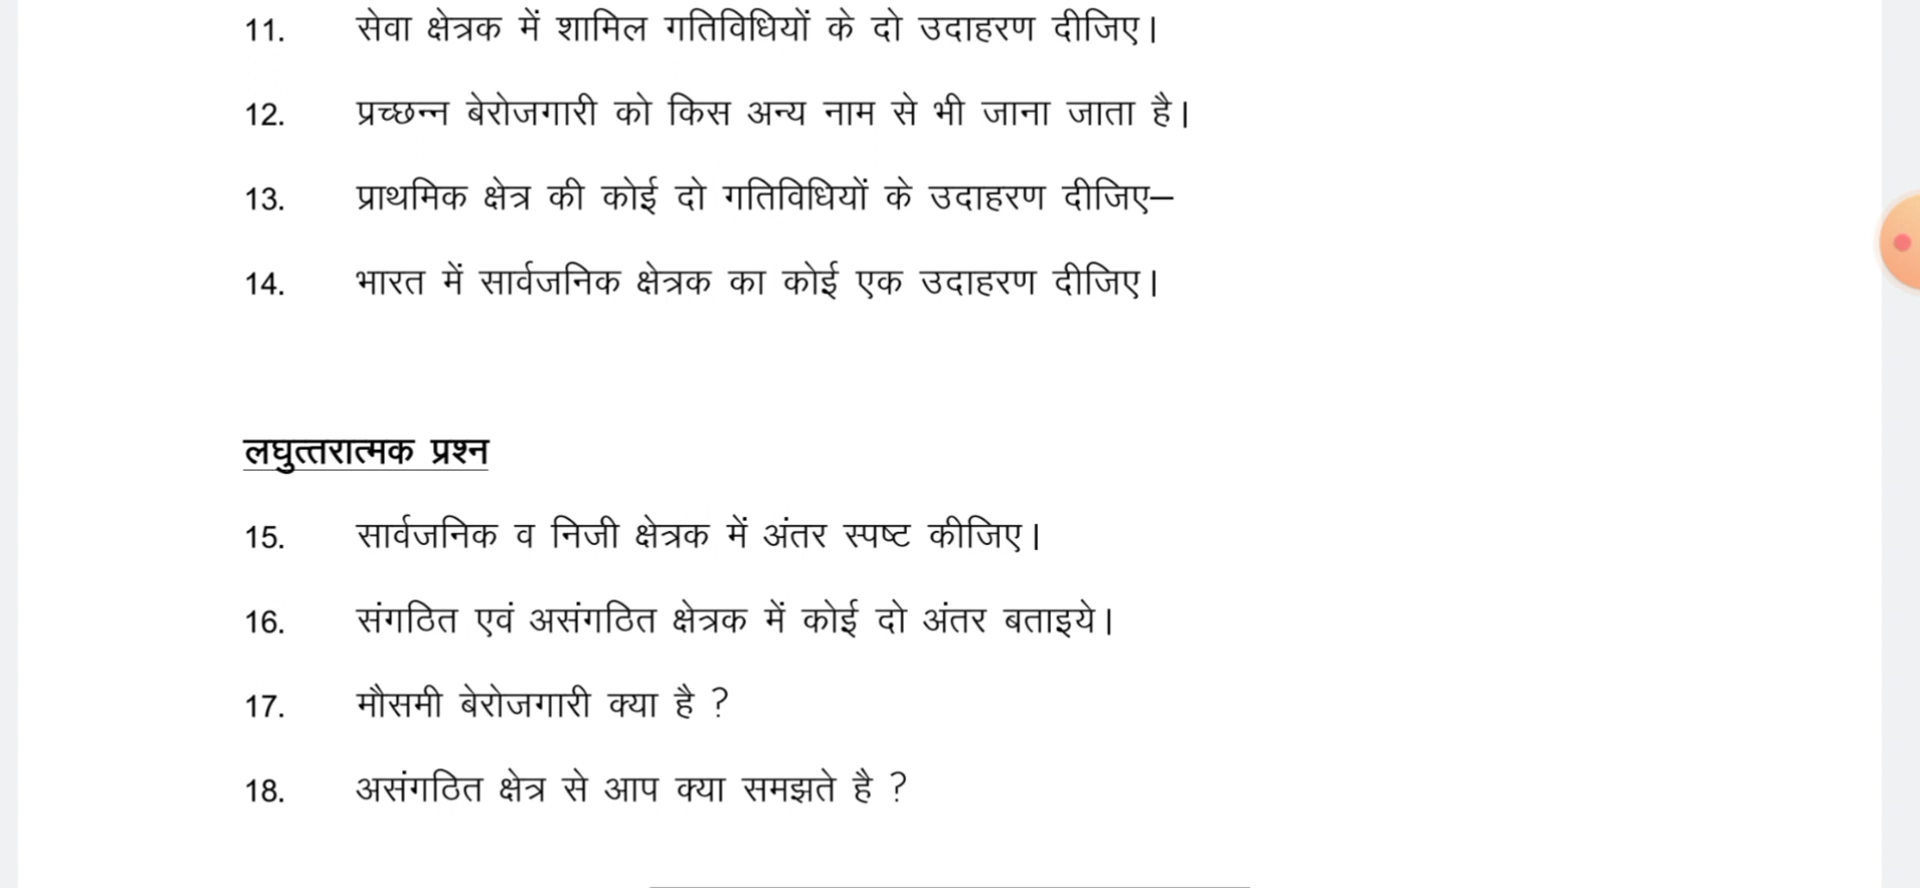 11. सेवा क्षेत्रक में शामिल गतिविधियों के दो उदाहरण दीजिए।
12. प्रच्छन्न बेरोजगारी को किस अन्य नाम से भी जाना जाता है।
13. प्राथमिक क्षेत्र की कोई दो गतिविधियों के उदाहरण दीजिए–
14. भारत में सार्वजनिक क्षेत्रक का कोई एक उदाहरण दीजिए।
लघुत्तरात्मक प्रश्न
15. सार्वजनिक व निजी क्षेत्रक में अंतर स्पष्ट कीजिए।
16. संगठित एवं असंगठित क्षेत्रक में कोई दो अंतर बताइये।
17. मौसमी बेरोजगारी क्या है ?
18. असंगठित क्षेत्र से आप क्या समझते है ?